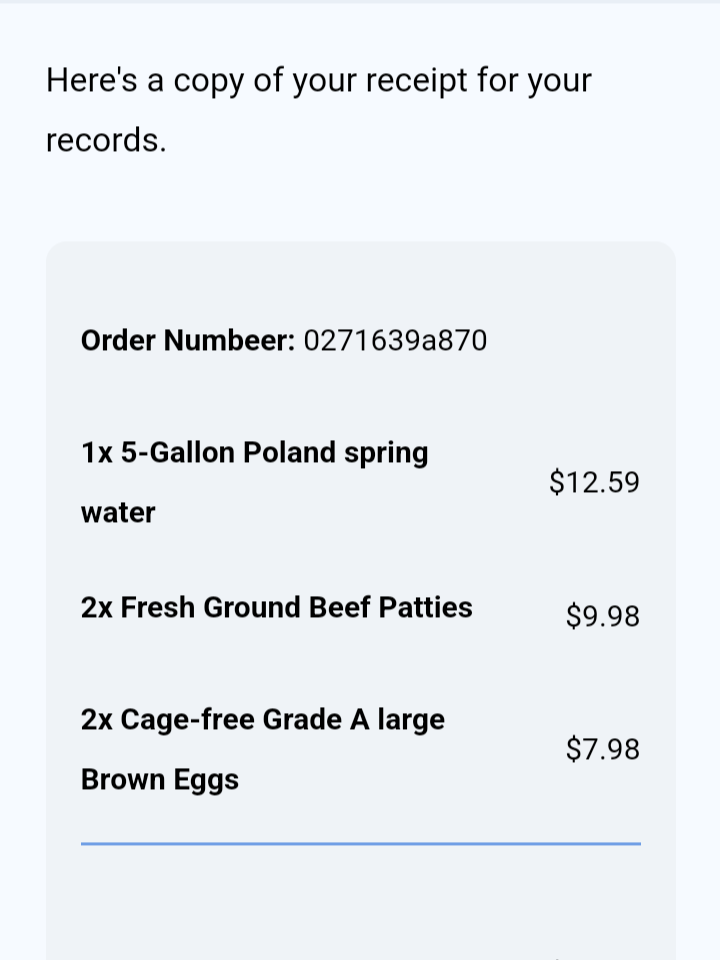 Here's a copy of your receipt for your
records.
Order Numbeer: 0271639a870
1x 5-Gallon Poland spring
water
$12.59
2x Fresh Ground Beef Patties
$9.98
2x Cage-free Grade A large
Brown Eggs
$7.98